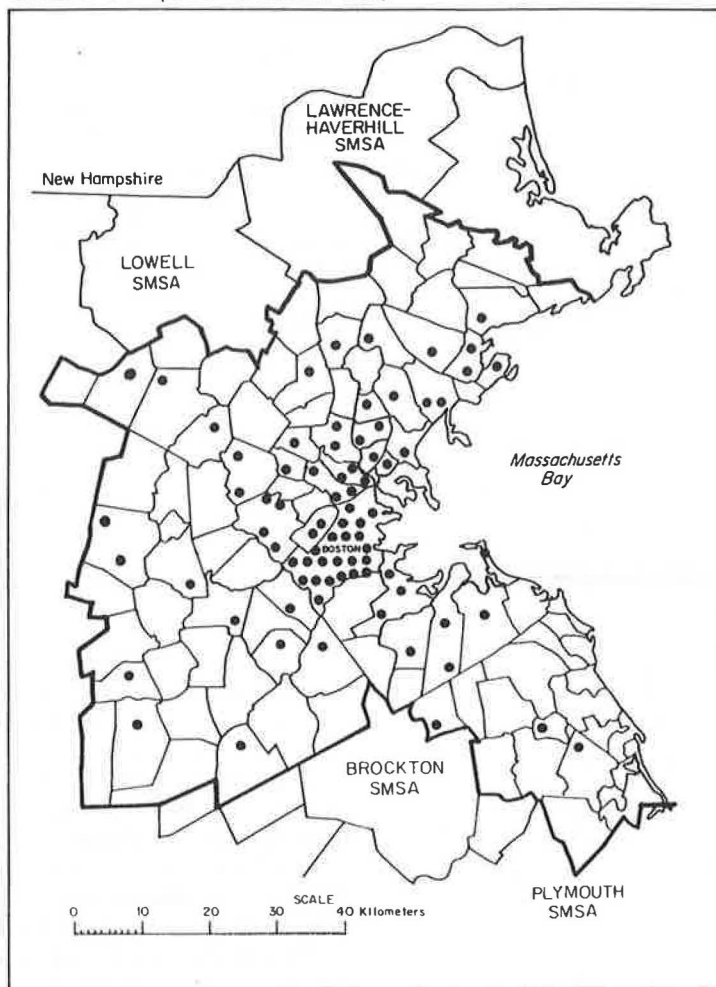 LAWRENCE-
HAVERHILL
SMSA
New Hampshire
LOWELL
SMSA
Massachusetts
Bay
BOSTON
BROCKTON
SMSA
PLYMOUTH
SMSA
SCALE
0 10 20 30 40 Kilometers